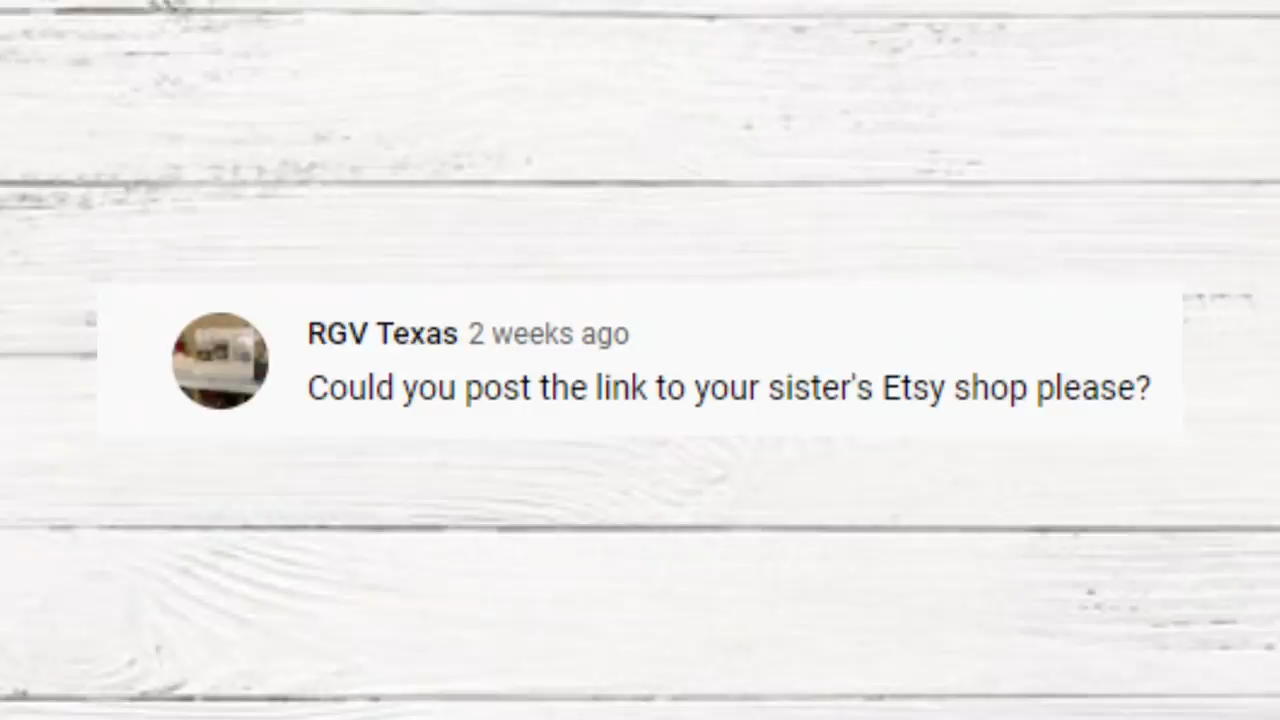 RGV Texas 2 weeks ago
Could you post the link to your sister's Etsy shop please?